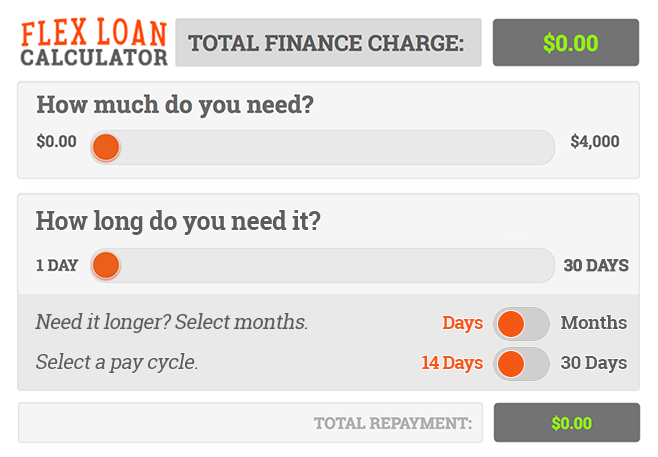 FLEX LOAN
CALCULATOR
TOTAL FINANCE CHARGE:
$0.00
How much do you need?
$0.00
$4,000
How long do you need it?
1 DAY
30 DAYS
Need it longer? Select months.
Days
Months
Select a pay cycle.
14 Days
30 Days
TOTAL REPAYMENT:
$0.00